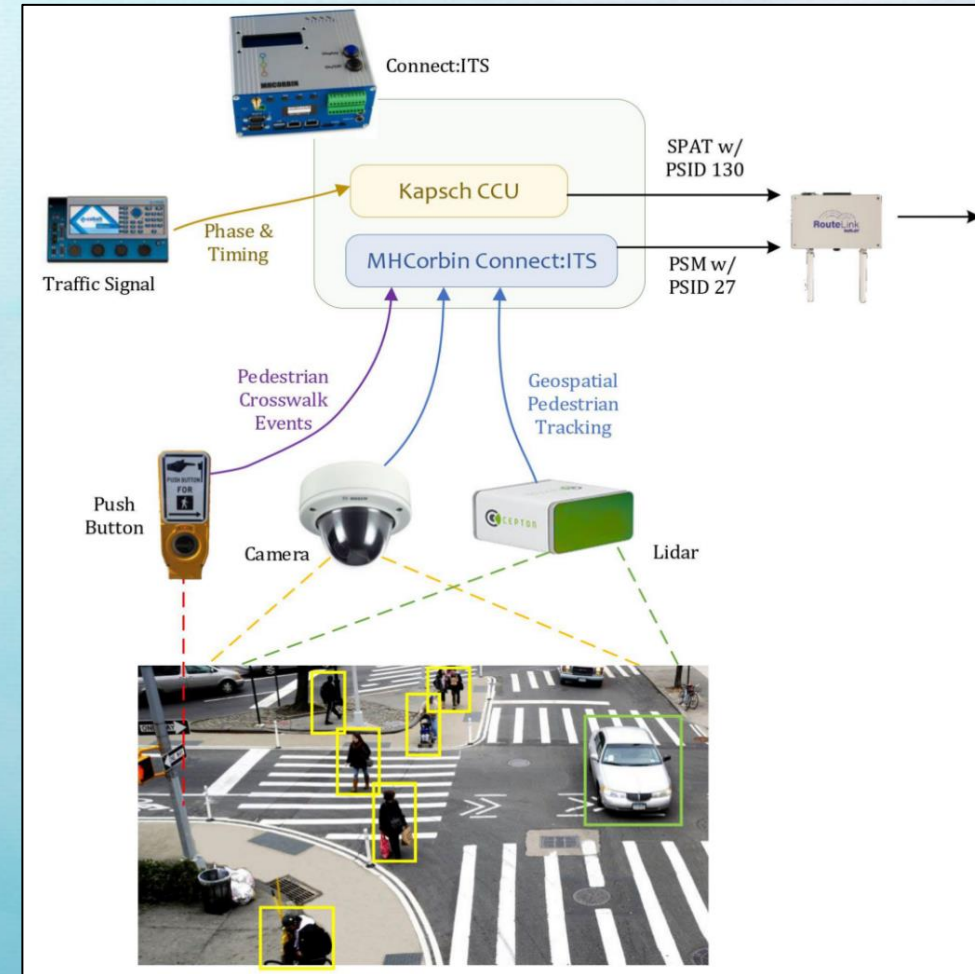 Connect:ITS
MHCORBIN
SPAT w/
PSID 130
Kapsch CCU
RouteLink
Phase &
Timing
MHCorbin Connect:ITS
Traffic Signal
PSM w/
PSID 27
Pedestrian
Crosswalk
Events
Geospatial
Pedestrian
Tracking
PUSH BUTTON
FOR
Push
Button
CEPTON
Camera
Lidar